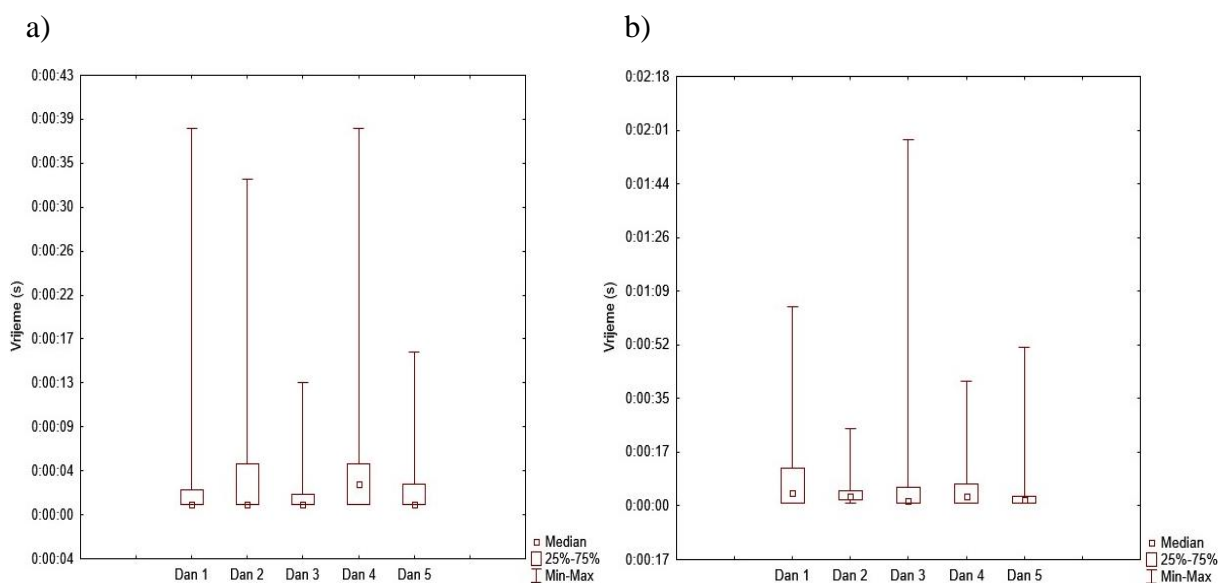 a)
0:00:43
0:00:39
0:00:35
0:00:30
0:00:26
0:00:22
0:00:17
0:00:13
0:00:09
0:00:04
0:00:00
0:00:04
Vrijeme (s)
Dan 1 Dan 2 Dan 3 Dan 4 Dan 5
Median
25%-75%
Min-Max
b)
0:02:18
0:02:01
0:01:44
0:01:26
0:01:09
0:00:52
0:00:35
0:00:17
0:00:00
0:00:17
Vrijeme (s)
Dan 1 Dan 2 Dan 3 Dan 4 Dan 5
Median
25%-75%
Min-Max